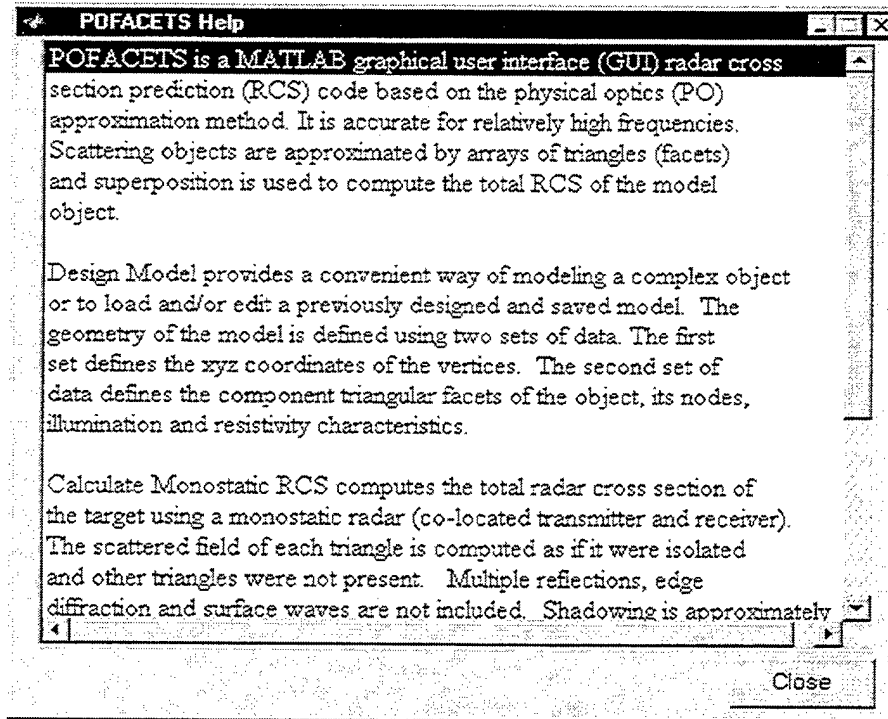 POFACETS Help
POFACETS is a MATLAB graphical user interface (GUI) radar cross
section prediction (RCS) code based on the physical optics (PO)
approximation method. It is accurate for relatively high frequencies.
Scattering objects are approximated by arrays of triangles (facets)
and superposition is used to compute the total RCS of the model
object.
Design Model provides a convenient way of modeling a complex object
or to load and/or edit a previously designed and saved model. The
geometry of the model is defined using two sets of data. The first
set defines the xyz coordinates of the vertices. The second set of
data defines the component triangular facets of the object, its nodes,
illumination and resistivity characteristics.
Calculate Monostatic RCS computes the total radar cross section of
the target using a monostatic radar (co-located transmitter and receiver).
The scattered field of each triangle is computed as if it were isolated
and other triangles were not present. Multiple reflections, edge
diffraction and surface waves are not included. Shadowing is approximately
Close